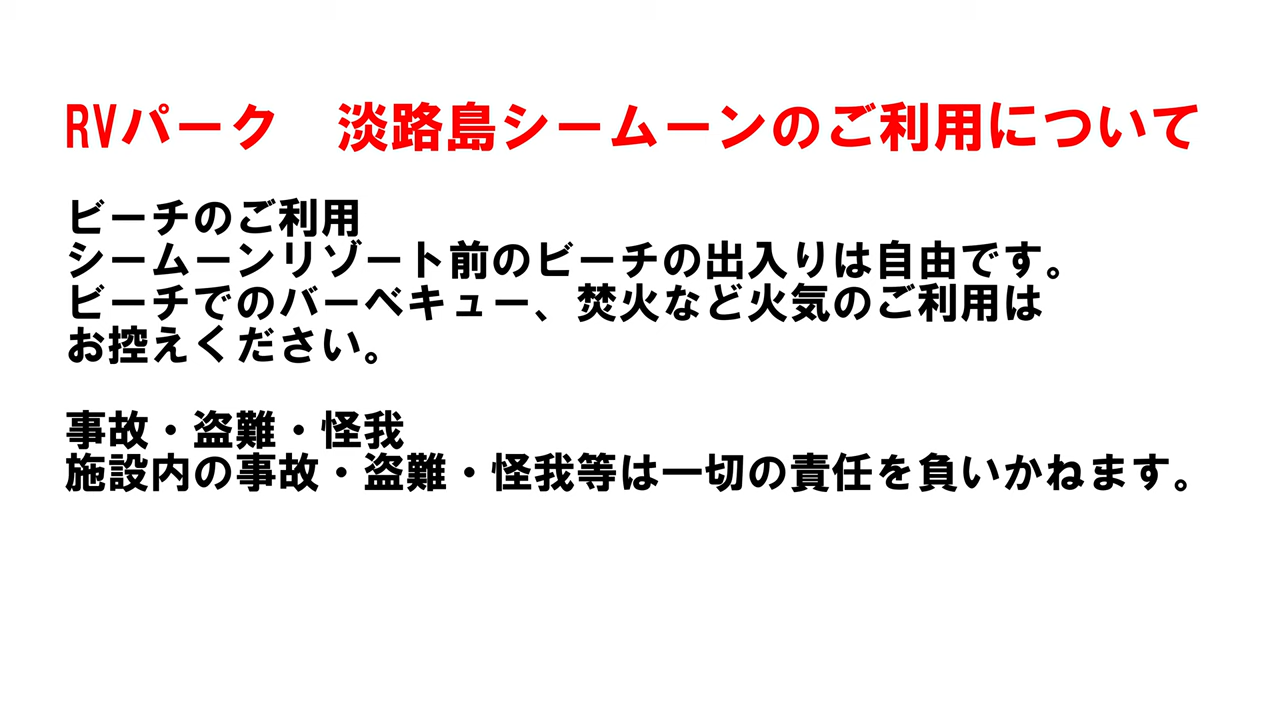 RVパーク　淡路島シームーンのご利用について
ビーチのご利用
シームーンリゾート前のビーチの出入りは自由です。
ビーチでのバーベキュー、焚火など火気のご利用は
お控えください。
事故・盗難・怪我
施設内の事故・盗難・怪我等は一切の責任を負いかねます。